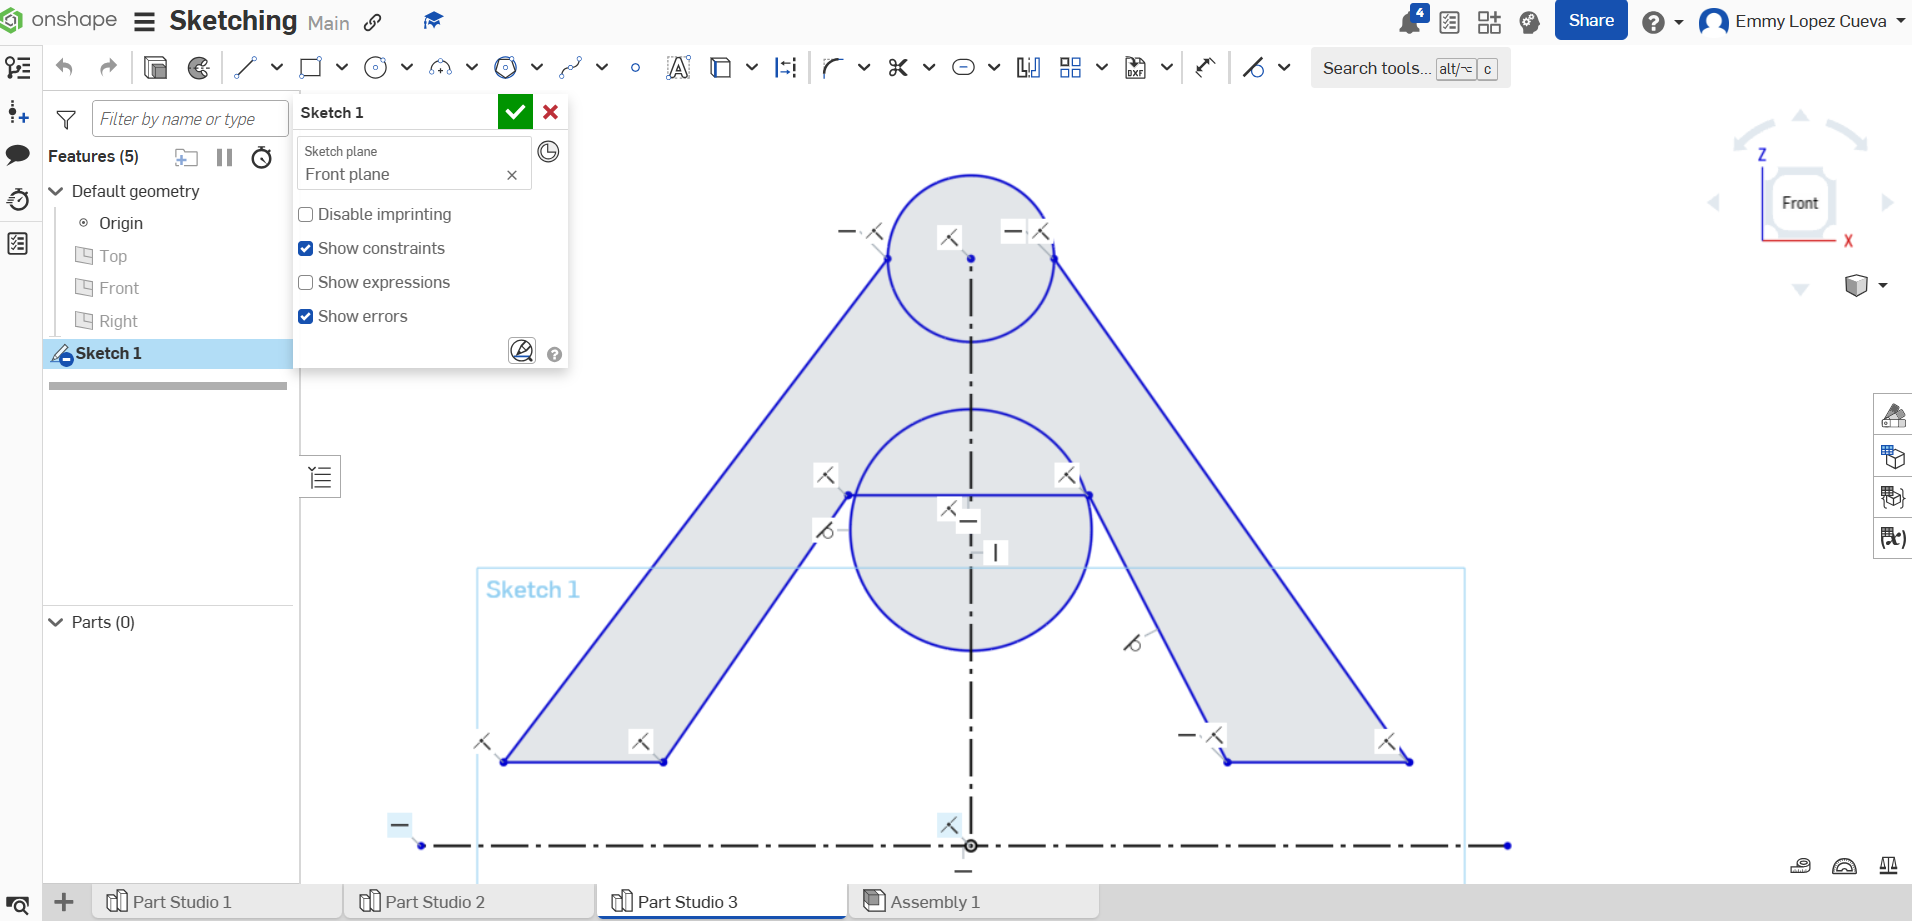 onshape Sketching Main 4 Share Emmy Lopez Cueva
Search tools... alt/⌥ c
Filter by name or type
Features (5)
Default geometry
Origin
Top
Front
Right
Sketch 1
Parts (0)
Sketch 1
Sketch plane
Front plane
Disable imprinting
Show constraints
Show expressions
Show errors
Sketch 1
Z
Front
X
Part Studio 1 Part Studio 2 Part Studio 3 Assembly 1